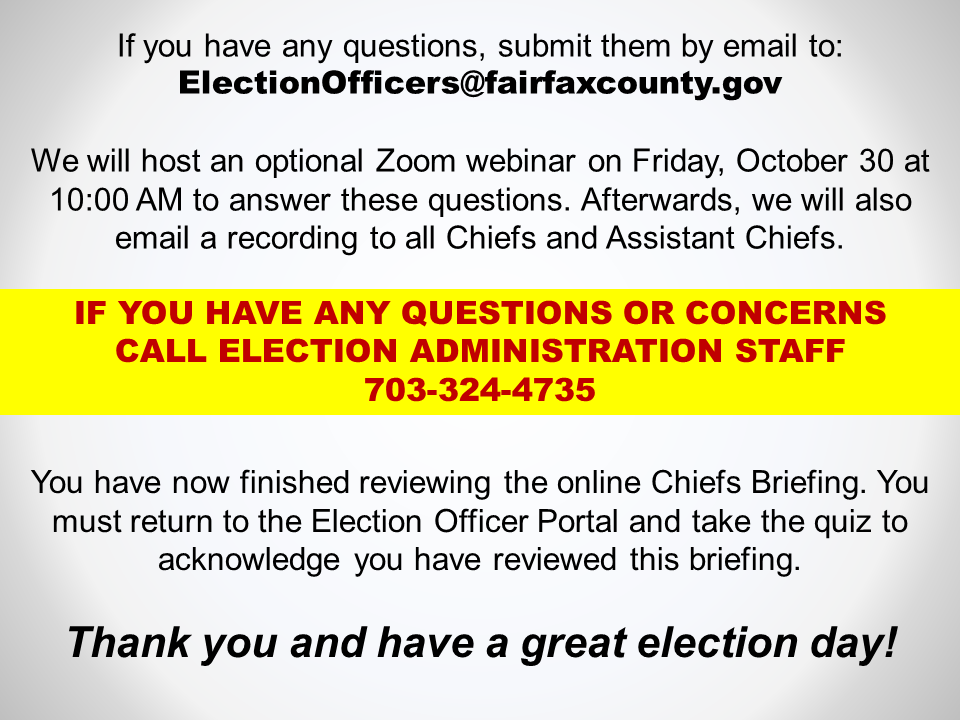 If you have any questions, submit them by email to:
ElectionOfficers@fairfaxcounty.gov
We will host an optional Zoom webinar on Friday, October 30 at
10:00 AM to answer these questions. Afterwards, we will also
email a recording to all Chiefs and Assistant Chiefs.
IF YOU HAVE ANY QUESTIONS OR CONCERNS
CALL ELECTION ADMINISTRATION STAFF
703-324-4735
You have now finished reviewing the online Chiefs Briefing. You
must return to the Election Officer Portal and take the quiz to
acknowledge you have reviewed this briefing.
Thank you and have a great election day!